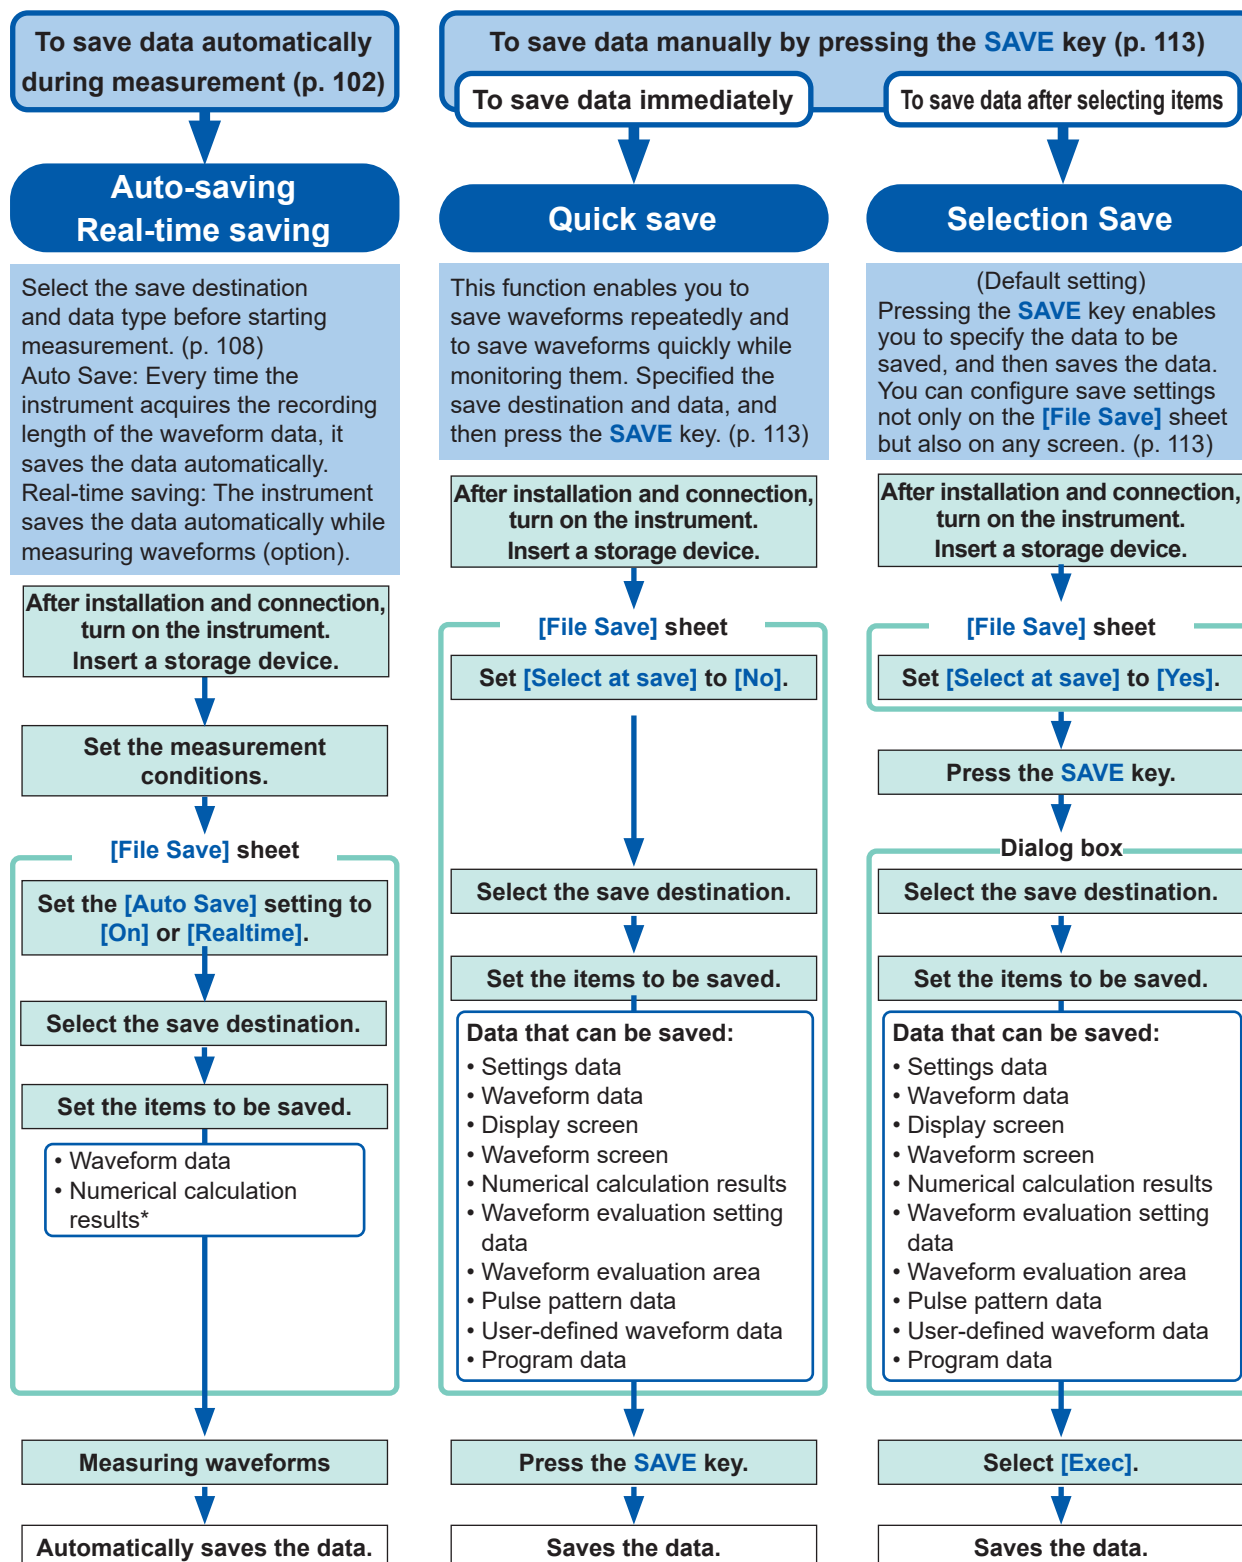 To save data automatically
during measurement (p. 102)
Auto-saving
Real-time saving
Select the save destination
and data type before starting
measurement. (p. 108)
Auto Save: Every time the
instrument acquires the recording
length of the waveform data, it
saves the data automatically.
Real-time saving: The instrument
saves the data automatically while
measuring waveforms (option).
After installation and connection,
turn on the instrument.
Insert a storage device.
Set the measurement
conditions.
[File Save] sheet
Set the [Auto Save] setting to
[On] or [Realtime].
Select the save destination.
Set the items to be saved.
• Waveform data
• Numerical calculation
results*
Measuring waveforms
Automatically saves the data.
To save data manually by pressing the SAVE key (p. 113)
To save data immediately
Quick save
This function enables you to
save waveforms repeatedly and
to save waveforms quickly while
monitoring them. Specified the
save destination and data, and
then press the SAVE key. (p. 113)
After installation and connection,
turn on the instrument.
Insert a storage device.
[File Save] sheet
Set [Select at save] to [No].
Select the save destination.
Set the items to be saved.
Data that can be saved:
• Settings data
• Waveform data
• Display screen
• Waveform screen
• Numerical calculation results
• Waveform evaluation setting
data
• Waveform evaluation area
• Pulse pattern data
• User-defined waveform data
• Program data
Press the SAVE key.
Saves the data.
To save data after selecting items
Selection Save
(Default setting)
Pressing the SAVE key enables
you to specify the data to be
saved, and then saves the data.
You can configure save settings
not only on the [File Save] sheet
but also on any screen. (p. 113)
After installation and connection,
turn on the instrument.
Insert a storage device.
[File Save] sheet
Set [Select at save] to [Yes].
Press the SAVE key.
Dialog box
Select the save destination.
Set the items to be saved.
Data that can be saved:
• Settings data
• Waveform data
• Display screen
• Waveform screen
• Numerical calculation results
• Waveform evaluation setting
data
• Waveform evaluation area
• Pulse pattern data
• User-defined waveform data
• Program data
Select [Exec].
Saves the data.